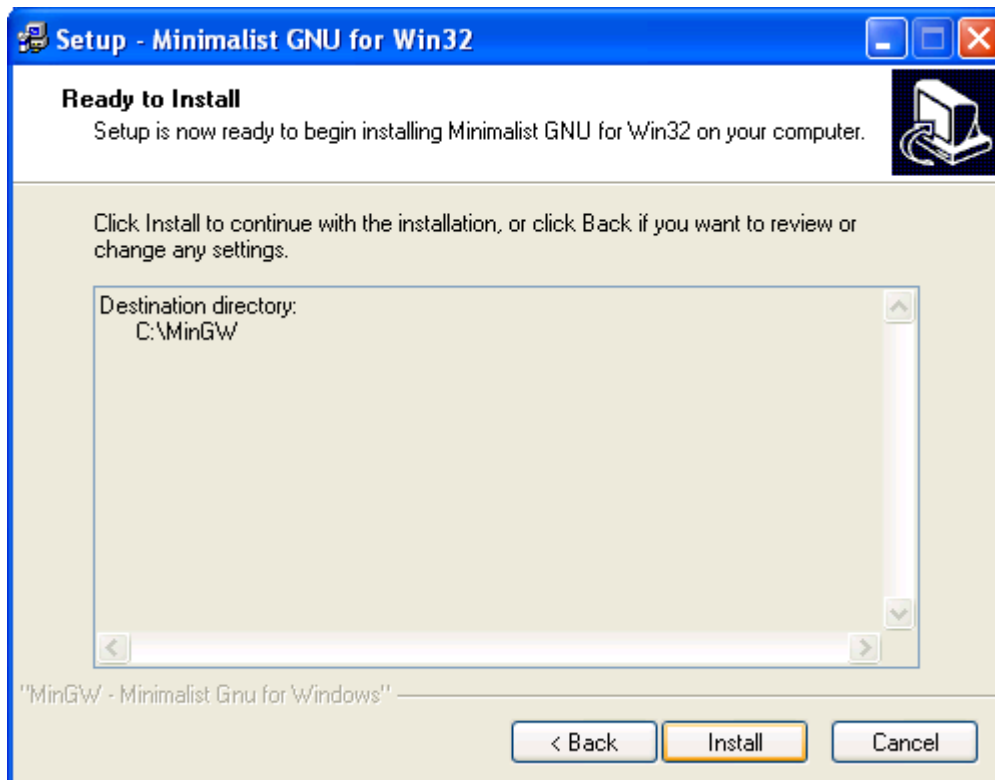 Setup - Minimalist GNU for Win32
Ready to Install
Setup is now ready to begin installing Minimalist GNU for Win32 on your computer.
Click Install to continue with the installation, or click Back if you want to review or
change any settings.
Destination directory:
C:\MinGW
"MinGW - Minimalist Gnu for Windows"
< Back
Install
Cancel